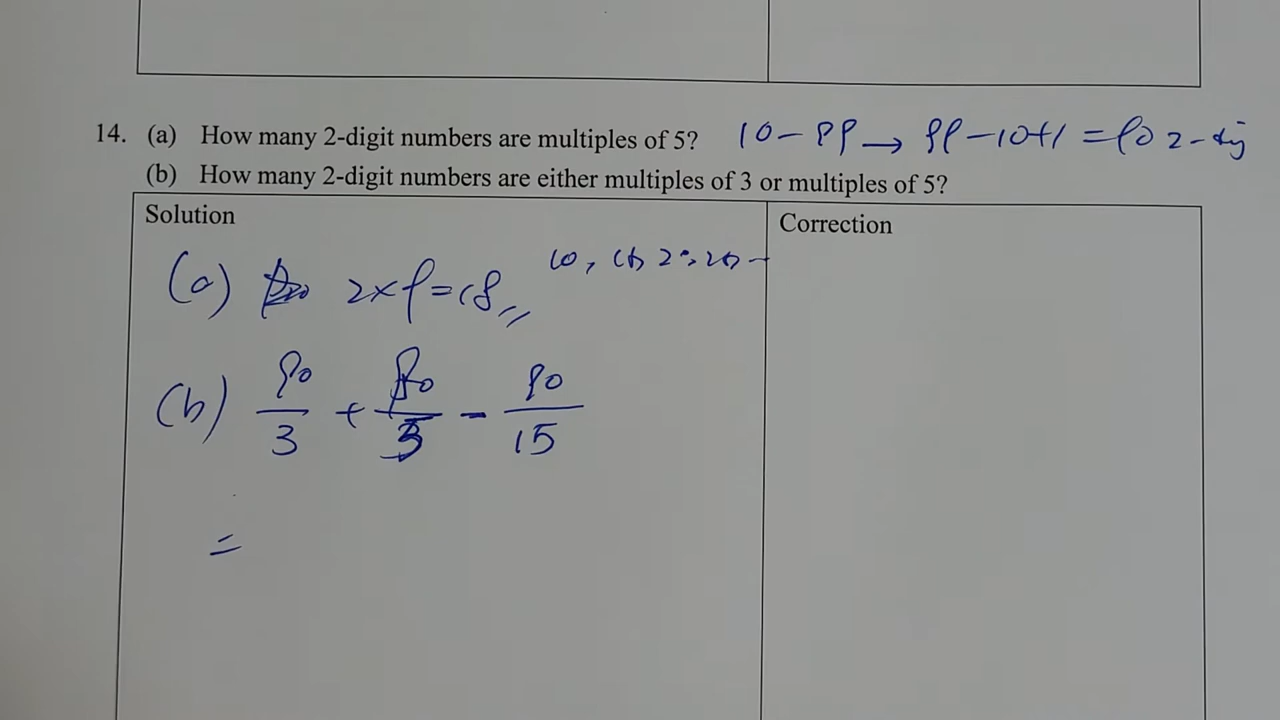 14. (a) How many 2-digit numbers are multiples of 5? 10-99→ 99-10+1=90 2-dig
(b) How many 2-digit numbers are either multiples of 3 or multiples of 5?
Solution
Correction
(a) 2×9=18 10, 15, 20, 25
(b) 90/3 + 90/5 - 90/15
=